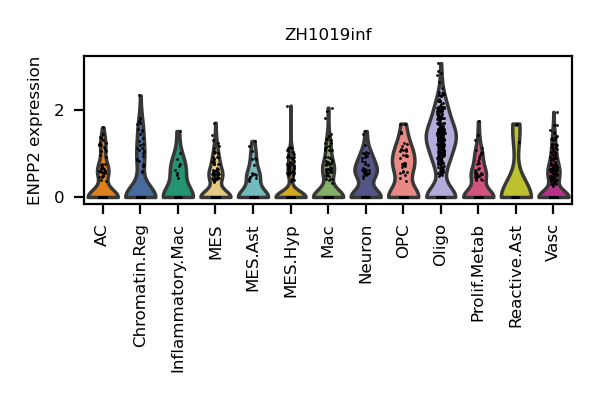 ZH1019inf
ENPP2 expression
2
0
AC
Chromatin.Reg
Inflammatory.Mac
MES
MES.Ast
MES.Hyp
Mac
Neuron
OPC
Oligo
Prolif.Metab
Reactive.Ast
Vasc